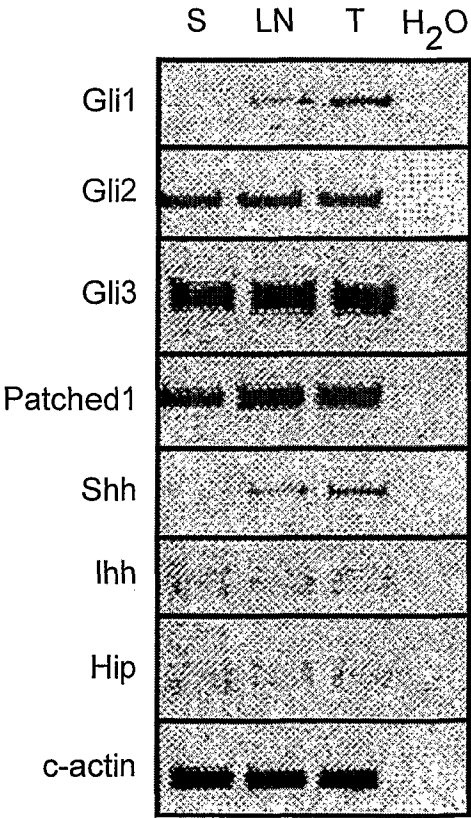 S LN T H₂O
Gli1
Gli2
Gli3
Patched1
Shh
Ihh
Hip
c-actin